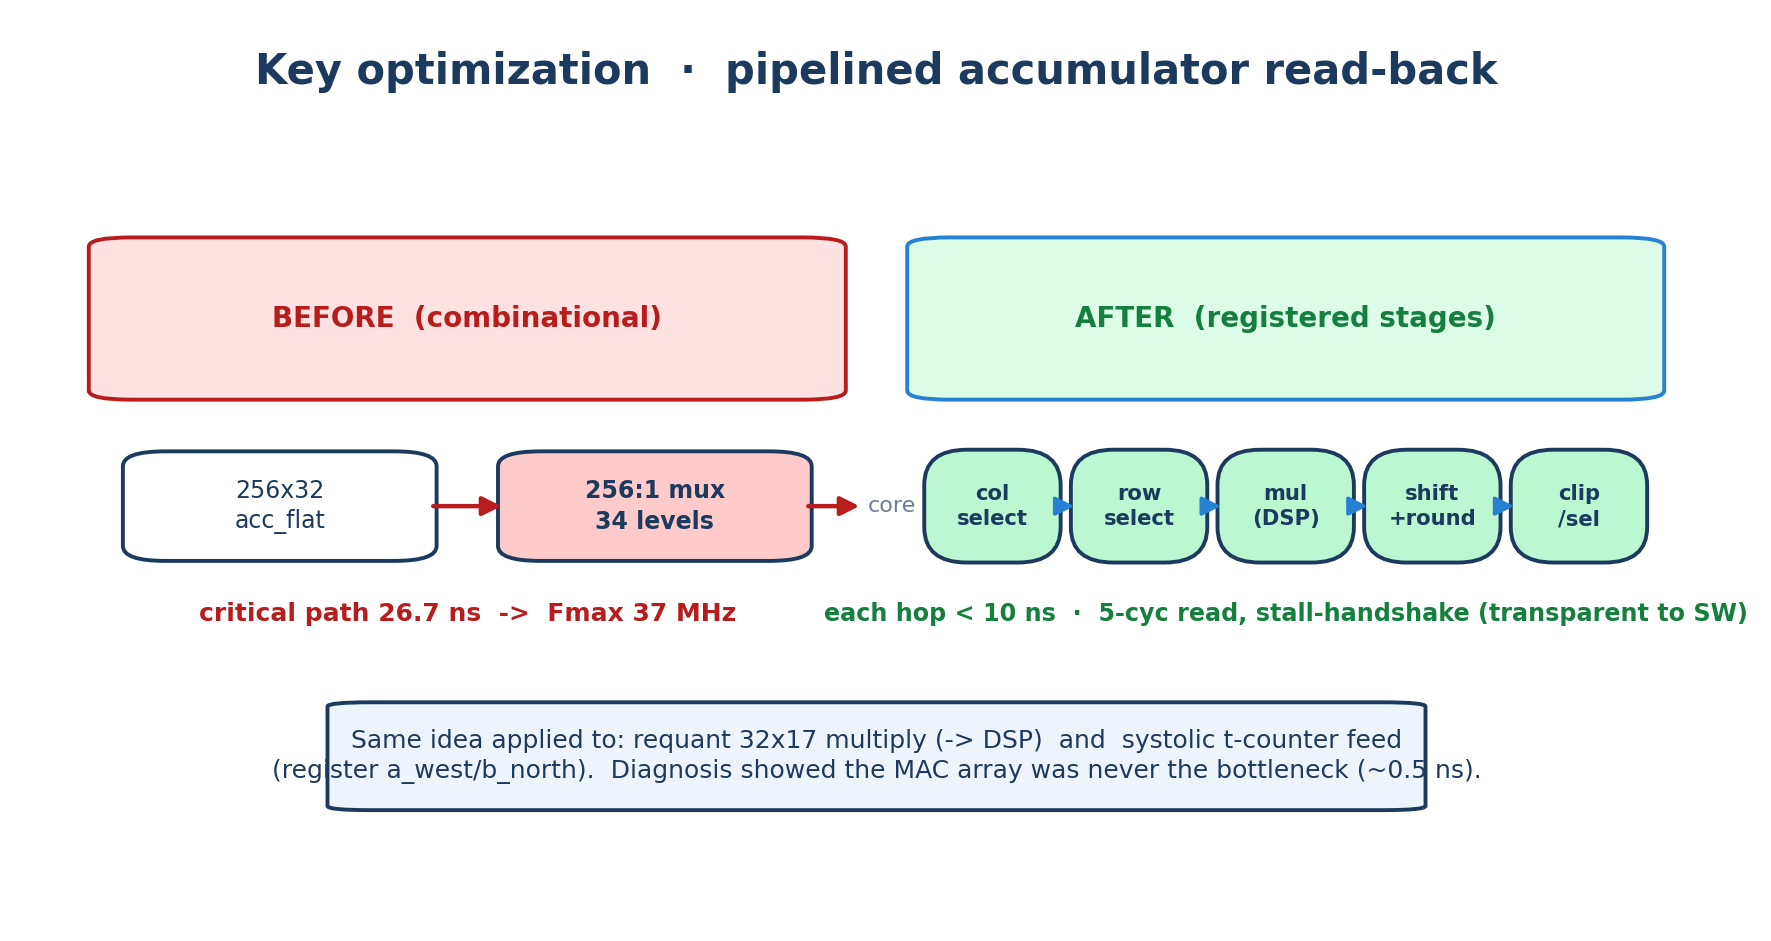 Key optimization · pipelined accumulator read-back
BEFORE (combinational)
AFTER (registered stages)
256x32
acc_flat
256:1 mux
34 levels
core
col
select
row
select
mul
(DSP)
shift
+round
clip
/sel
critical path 26.7 ns -> Fmax 37 MHz
each hop < 10 ns · 5-cyc read, stall-handshake (transparent to SW)
Same idea applied to: requant 32x17 multiply (-> DSP) and systolic t-counter feed
(register a_west/b_north). Diagnosis showed the MAC array was never the bottleneck (~0.5 ns).